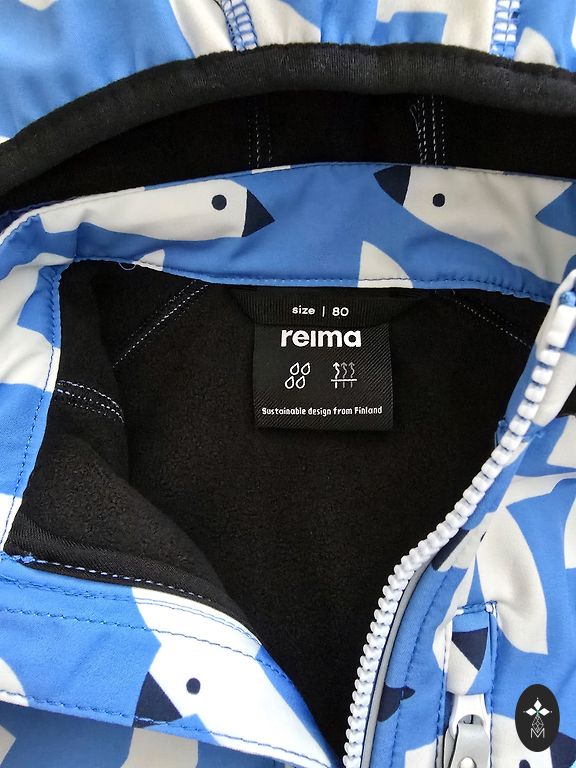 size | 80
reima
Sustainable design from Finland
M